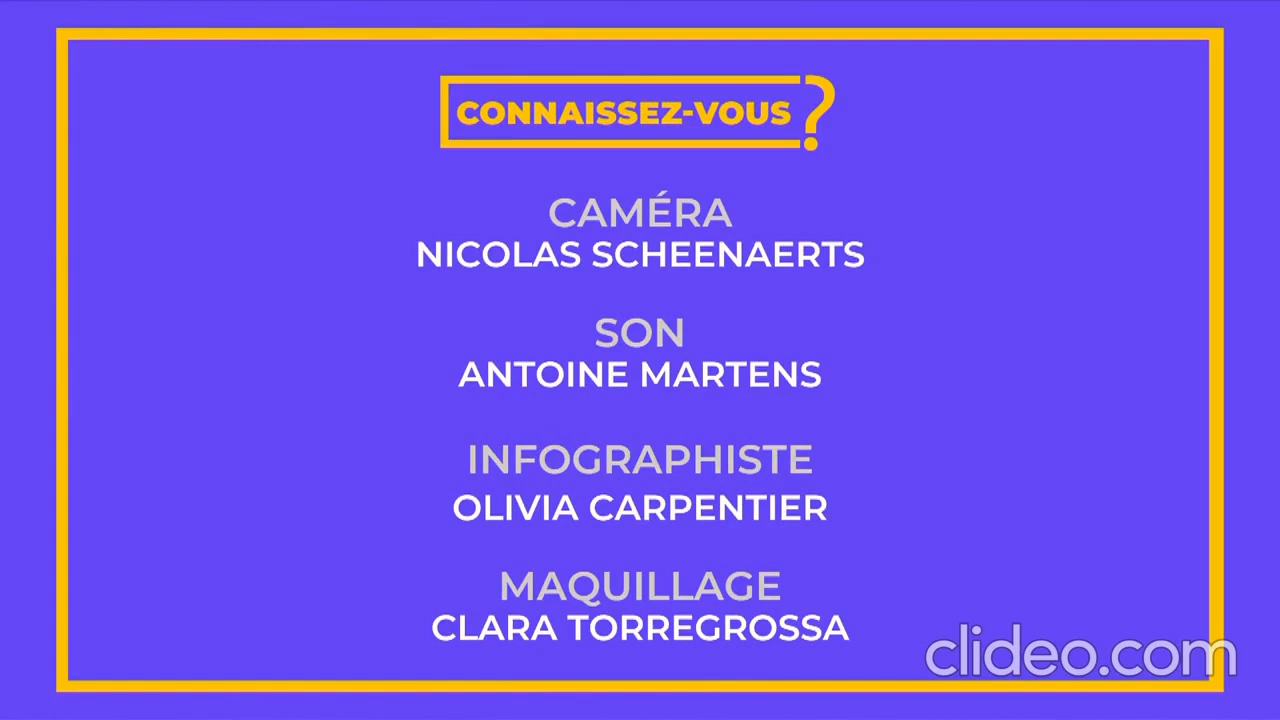 CONNAISSEZ-VOUS ?
CAMÉRA
NICOLAS SCHEENAERTS
SON
ANTOINE MARTENS
INFOGRAPHISTE
OLIVIA CARPENTIER
MAQUILLAGE
CLARA TORREGROSSA
clideo.com